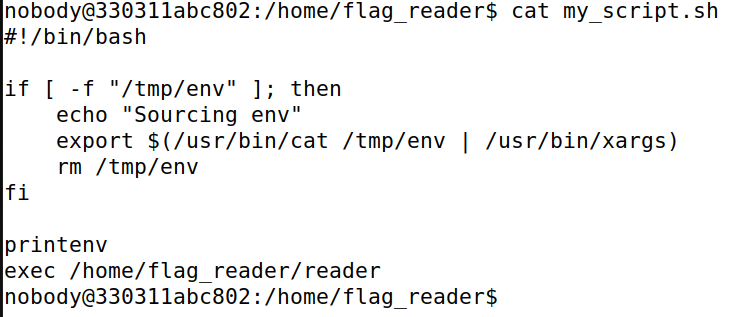 nobody@330311abc802:/home/flag_reader$ cat my_script.sh
#!/bin/bash

if [ -f "/tmp/env" ]; then
    echo "Sourcing env"
    export $(/usr/bin/cat /tmp/env | /usr/bin/xargs)
    rm /tmp/env
fi

printenv
exec /home/flag_reader/reader
nobody@330311abc802:/home/flag_reader$